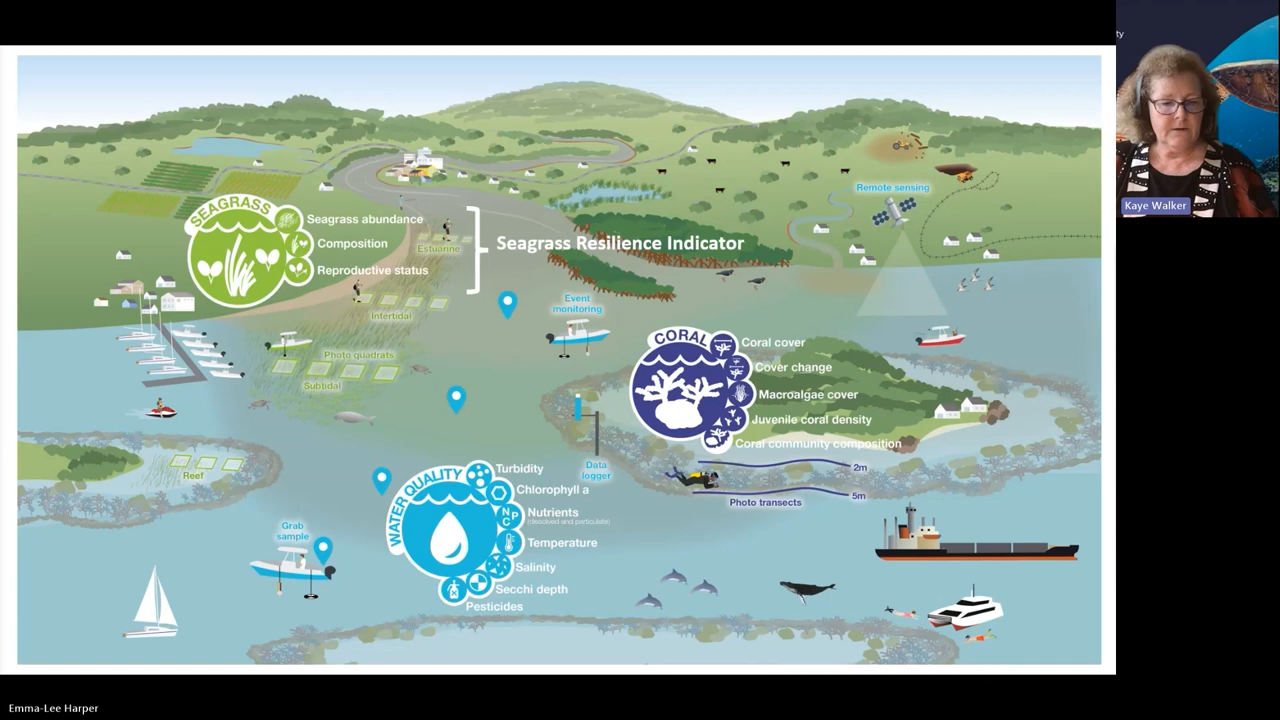 ty
Kaye Walker
Remote sensing
SEAGRASS
Seagrass abundance
Composition
Reproductive status
Estuarine
Seagrass Resilience Indicator
Intertidal
Event
monitoring
Photo quadrats
Subtidal
CORAL
Coral cover
Cover change
Macroalgae cover
Juvenile coral density
Coral community composition
2m
5m
Photo transects
Data
logger
Reef
WATER QUALITY
Turbidity
Chlorophyll a
N
P
C
Nutrients
(dissolved and particulate)
Temperature
Salinity
Secchi depth
Pesticides
Grab
sample
Emma-Lee Harper